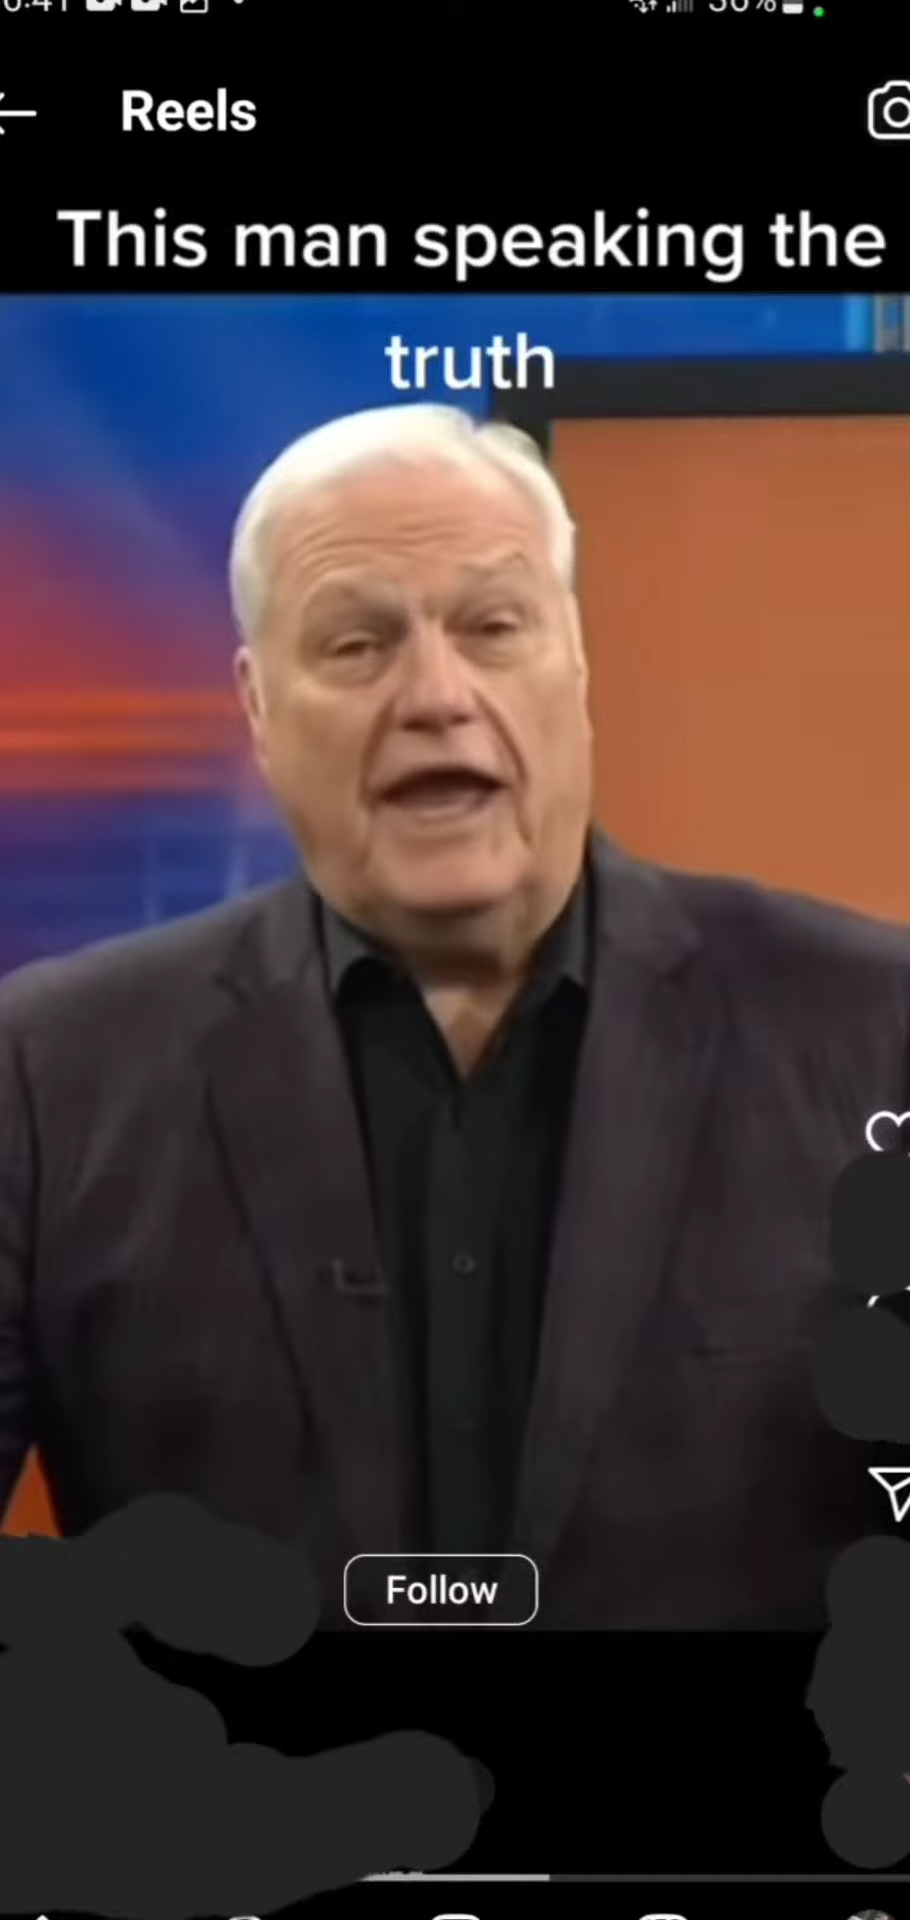 Reels
This man speaking the
truth
Follow